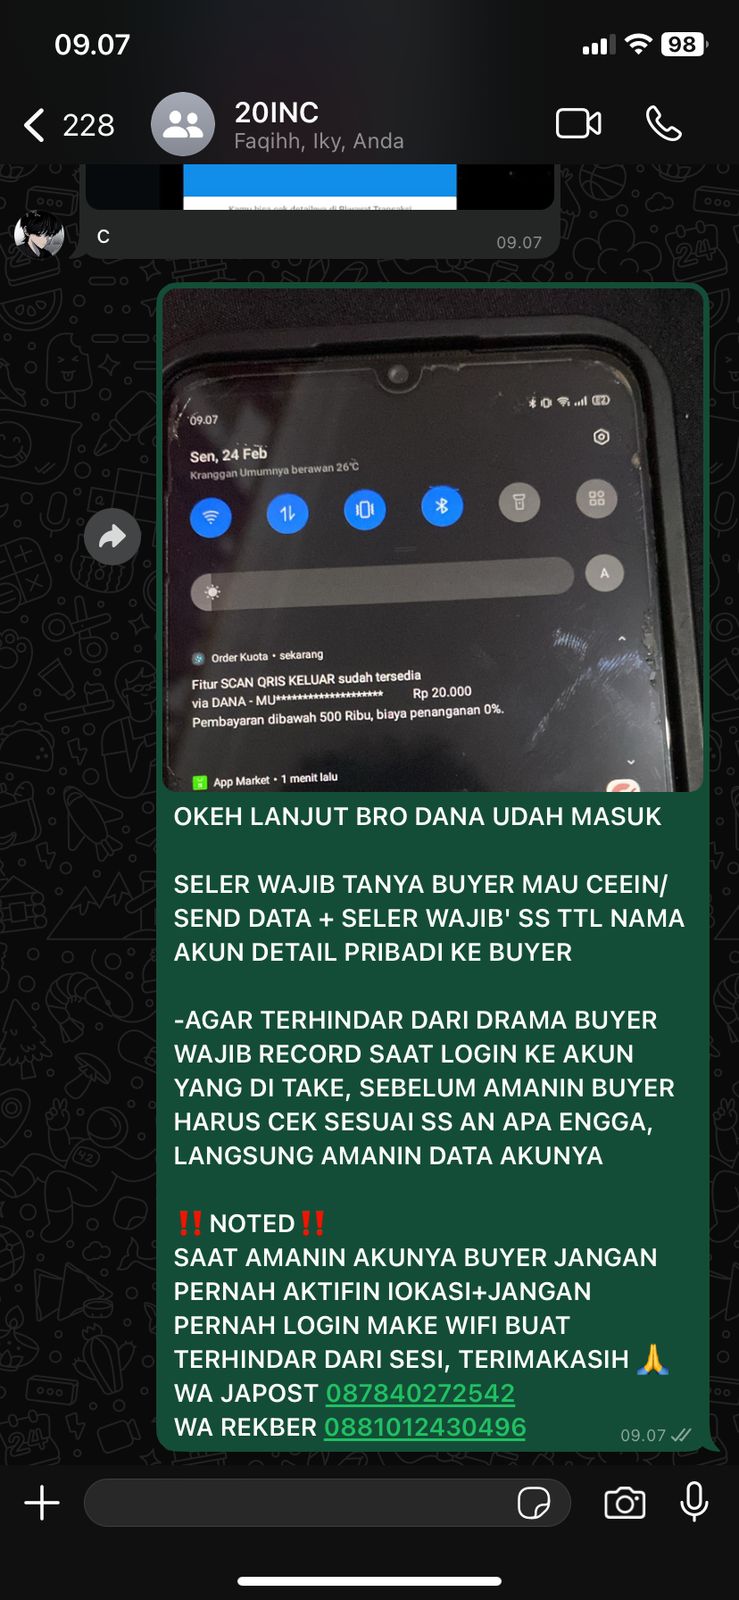 09.07
98
228
20INC
Faqihh, Iky, Anda
Kamu bisa cek detailnya di Riwayat Transaksi
C
09.07
09.07
Sen, 24 Feb
Kranggan Umumnya berawan 26°C
A
Order Kuota • sekarang
Fitur SCAN QRIS KELUAR sudah tersedia
via DANA - MU******************** Rp 20.000
Pembayaran dibawah 500 Ribu, biaya penanganan 0%.
App Market • 1 menit lalu
OKEH LANJUT BRO DANA UDAH MASUK
SELER WAJIB TANYA BUYER MAU CEEIN/
SEND DATA + SELER WAJIB' SS TTL NAMA
AKUN DETAIL PRIBADI KE BUYER
-AGAR TERHINDAR DARI DRAMA BUYER
WAJIB RECORD SAAT LOGIN KE AKUN
YANG DI TAKE, SEBELUM AMANIN BUYER
HARUS CEK SESUAI SS AN APA ENGGA,
LANGSUNG AMANIN DATA AKUNYA
‼️NOTED‼️
SAAT AMANIN AKUNYA BUYER JANGAN
PERNAH AKTIFIN lOKASI+JANGAN
PERNAH LOGIN MAKE WIFI BUAT
TERHINDAR DARI SESI, TERIMAKASIH 🙏
WA JAPOST 087840272542
WA REKBER 0881012430496
09.07